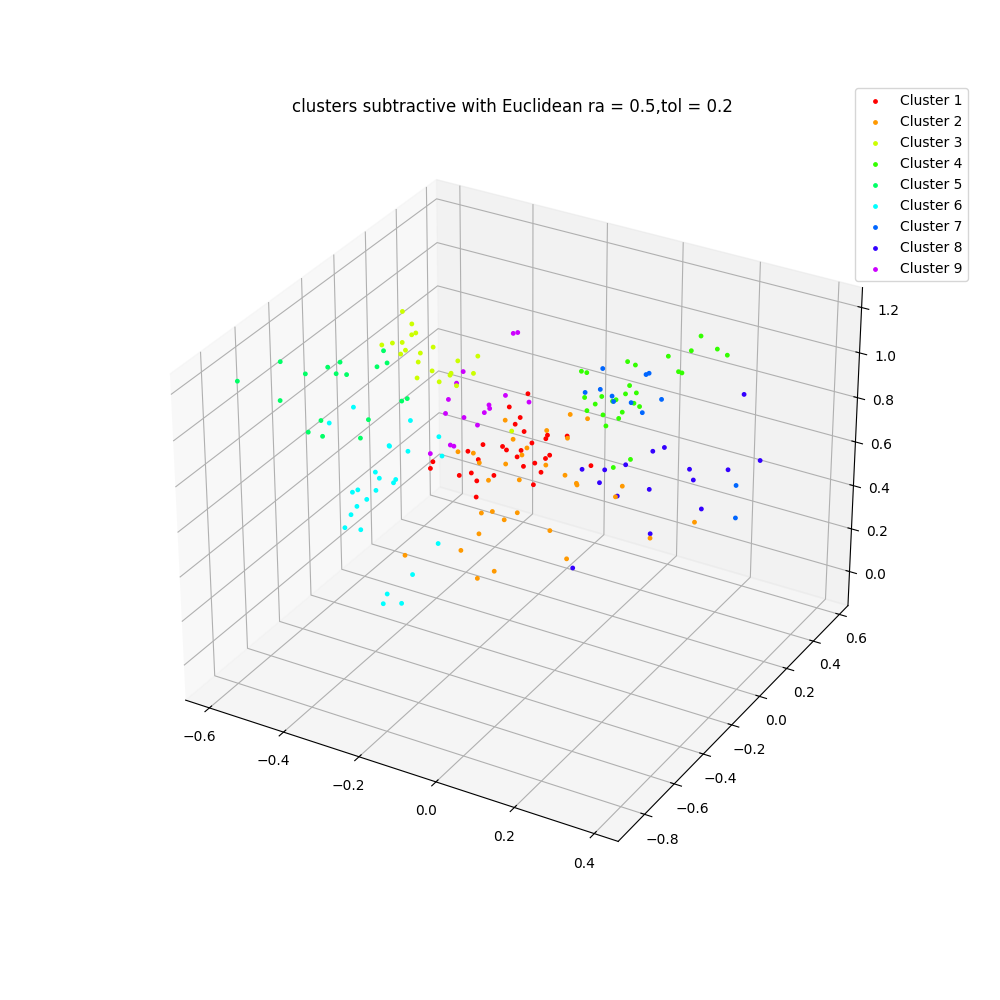 clusters subtractive with Euclidean ra = 0.5,tol = 0.2
Cluster 1
Cluster 2
Cluster 3
Cluster 4
Cluster 5
Cluster 6
Cluster 7
Cluster 8
Cluster 9
1.2
1.0
0.8
0.6
0.4
0.2
0.0
0.6
0.4
0.2
0.0
−0.2
−0.4
−0.6
−0.8
−0.6
−0.4
−0.2
0.0
0.2
0.4